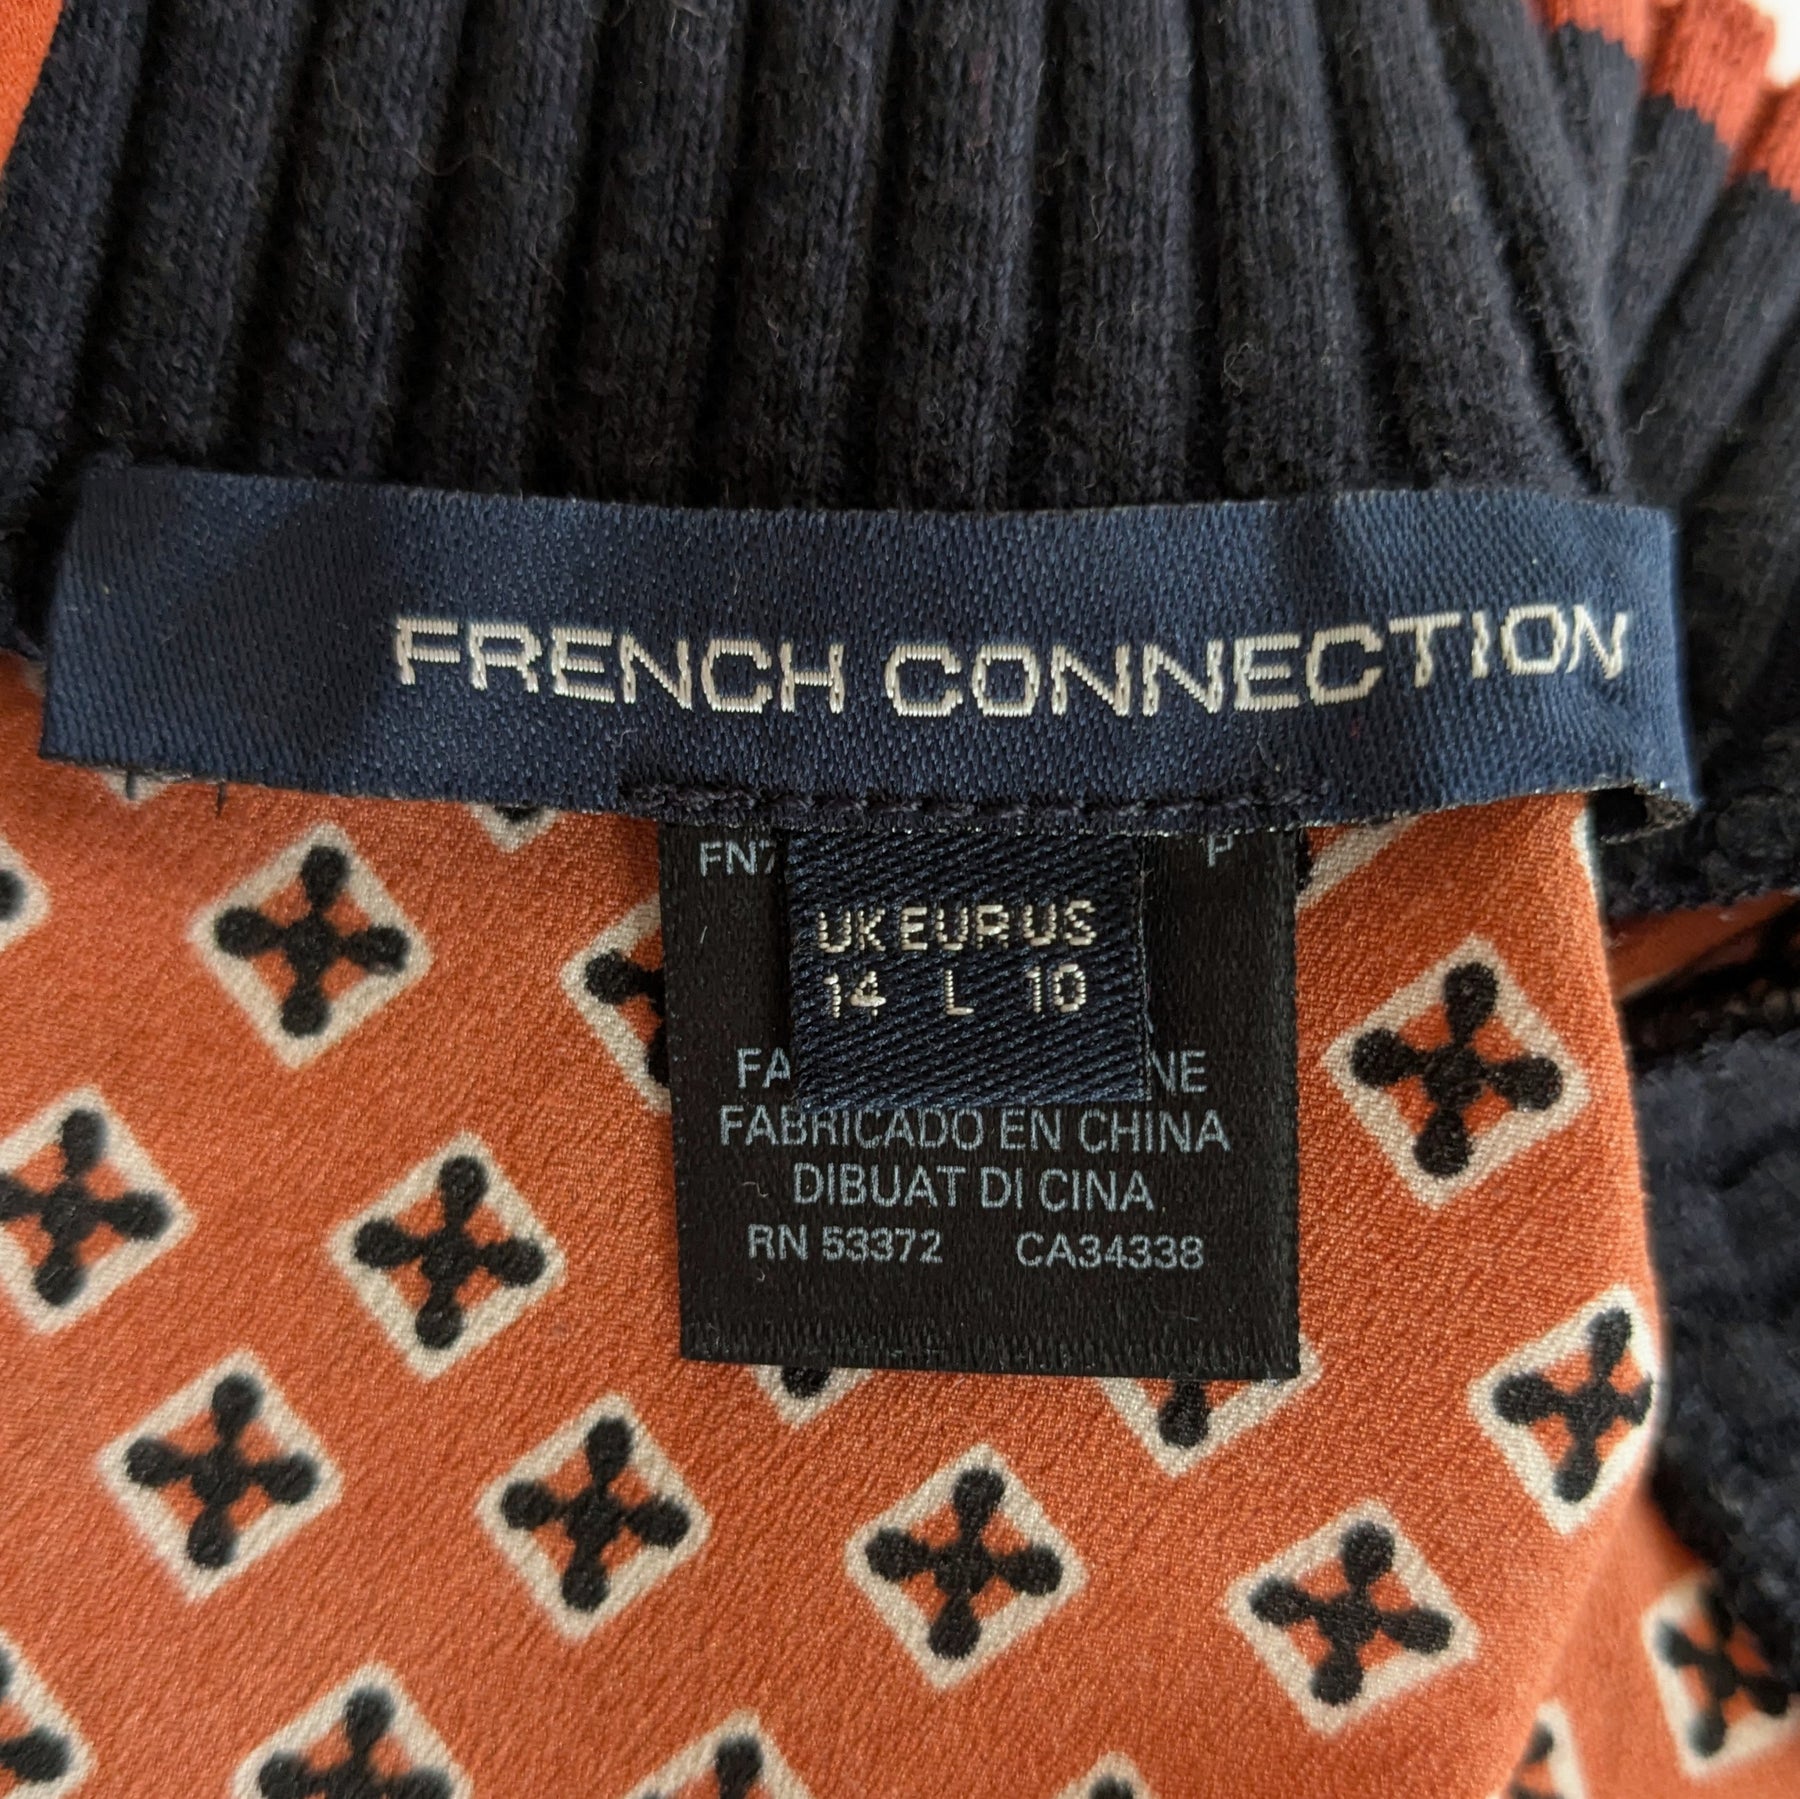 FRENCH CONNECTION
UK EUR US
14 L 10
FABRICADO EN CHINA
DIBUAT DI CINA
RN 53372 CA34338